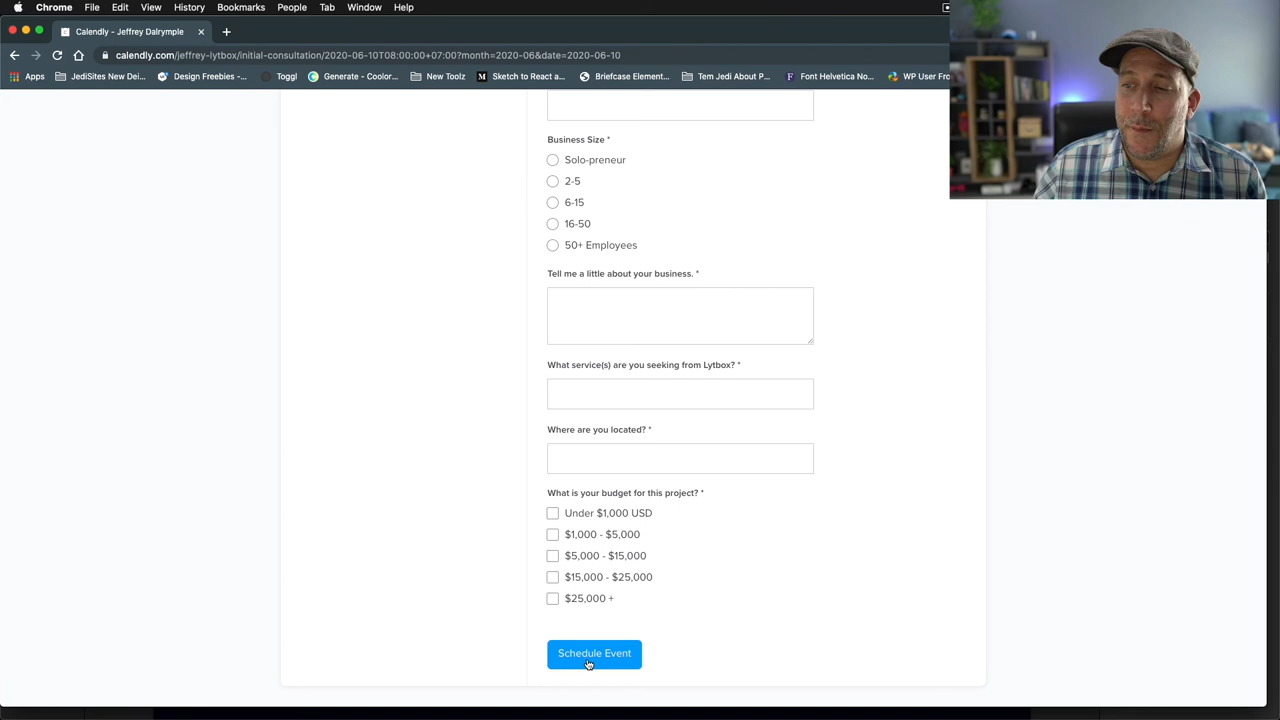 Chrome File Edit View History Bookmarks People Tab Window Help
Calendly - Jeffrey Dalrymple
calendly.com/jeffrey-lytbox/initial-consultation/2020-06-10T08:00:00+07:00?month=2020-06&date=2020-06-10
Apps JediSites New Dei... Design Freebies -... Toggl Generate - Coolor... New Toolz Sketch to React a... Briefcase Element... Tem Jedi About P... Font Helvetica No... WP User Fron
Business Size *
Solo-preneur
2-5
6-15
16-50
50+ Employees
Tell me a little about your business. *
What service(s) are you seeking from Lytbox? *
Where are you located? *
What is your budget for this project? *
Under $1,000 USD
$1,000 - $5,000
$5,000 - $15,000
$15,000 - $25,000
$25,000 +
Schedule Event